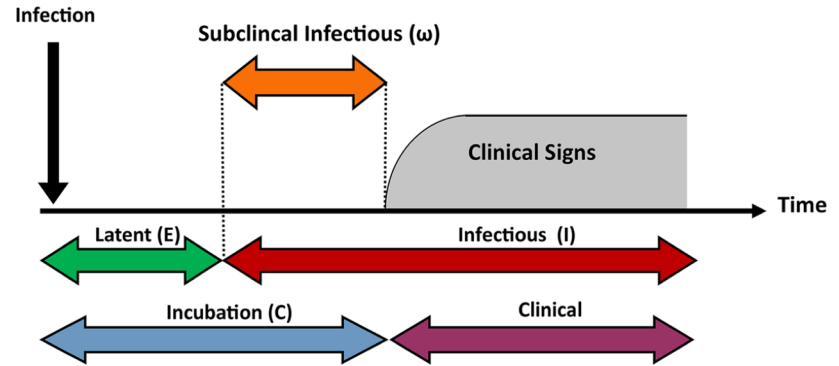 Infection
Subclincal Infectious (ω)
Clinical Signs
Time
Latent (E)
Infectious (I)
Incubation (C)
Clinical